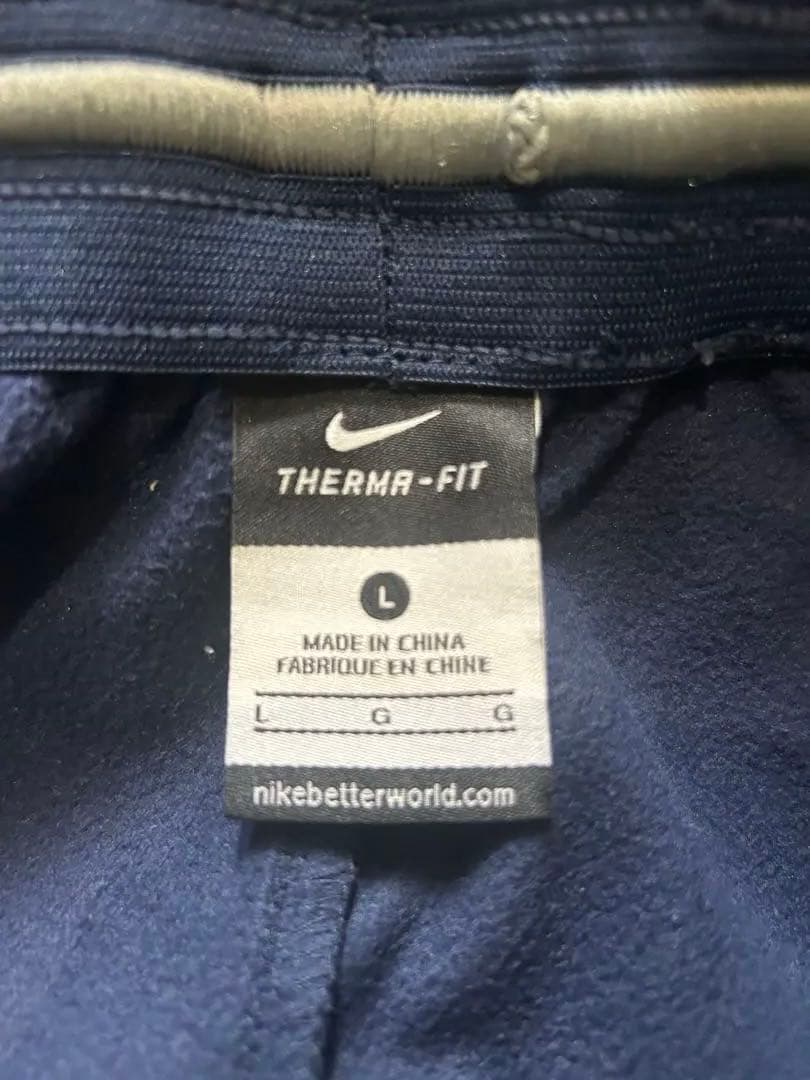 THERMA-FIT
L
MADE IN CHINA
FABRIQUE EN CHINE
L G G
nikebetterworld.com